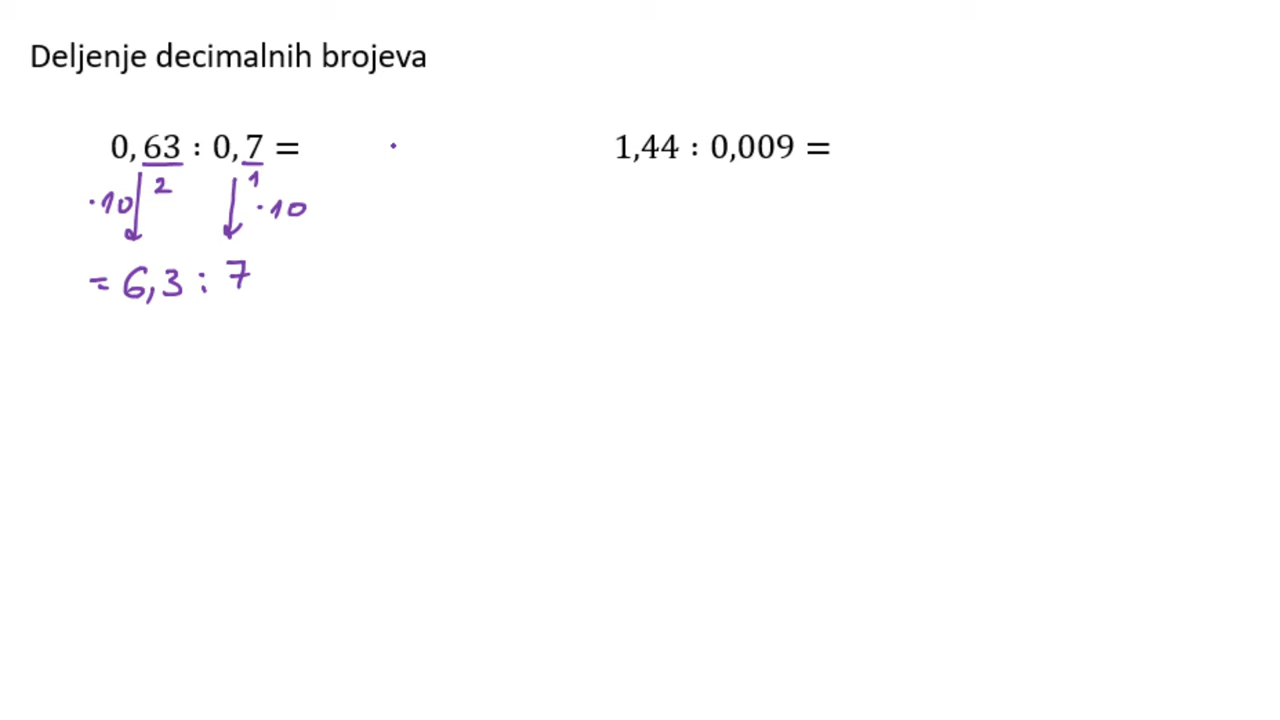 Deljenje decimalnih brojeva
0,63 : 0,7 =
·10 2 1 ·10
= 6,3 : 7
1,44 : 0,009 =